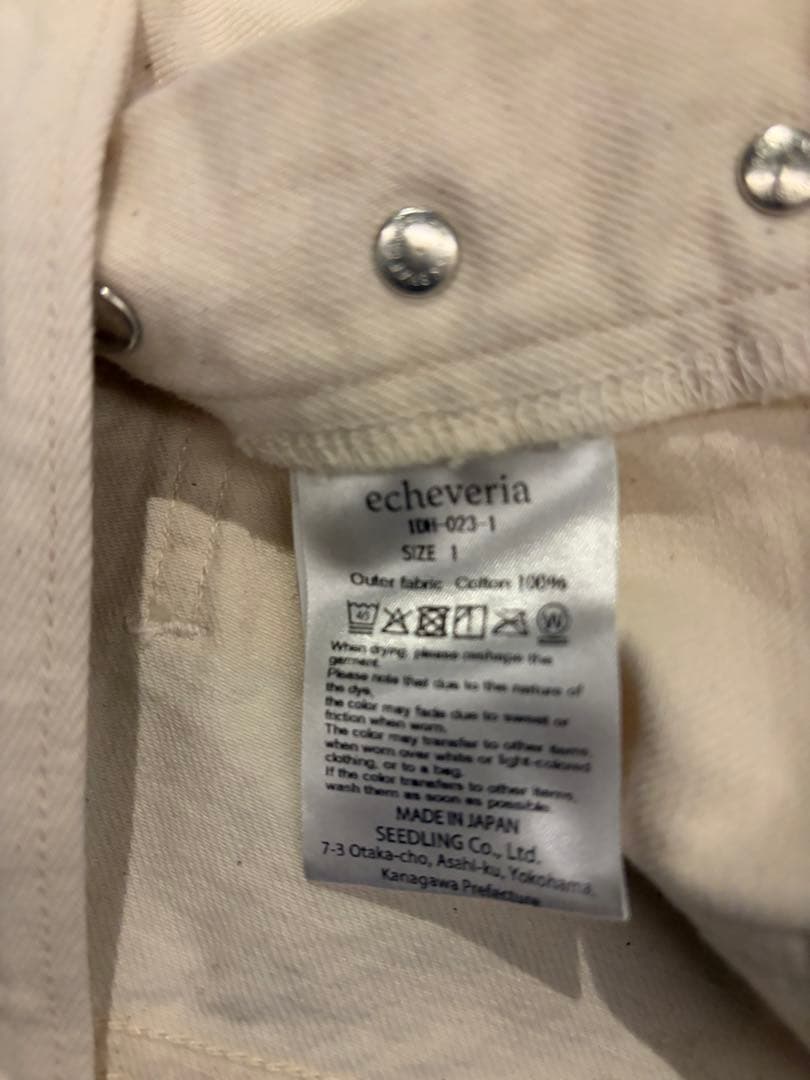 echeveria
1DH-023-1
SIZE 1
Outer fabric Cotton 100%
40 W
When drying, please reshape the
garment.
Please note that due to the nature of
the dye,
the color may fade due to sweat or
friction when worn.
The color may transfer to other items
when worn over white or light-colored
clothing, or to a bag.
If the color transfers to other items,
wash them as soon as possible.
MADE IN JAPAN
SEEDLING Co., Ltd.
7-3 Otaka-cho, Asahi-ku, Yokohama,
Kanagawa Prefecture